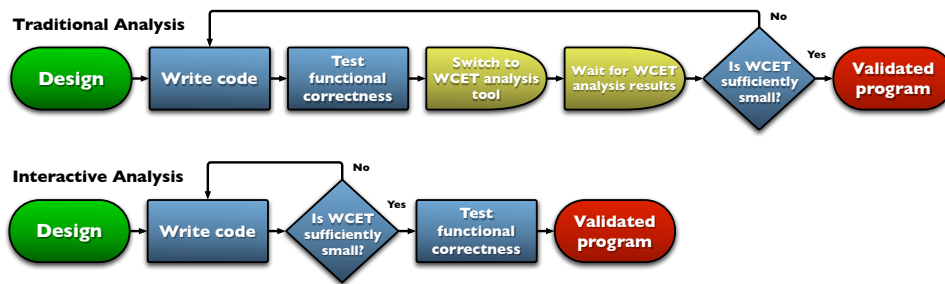 Traditional Analysis
No
Design
Write code
Test
functional
correctness
Switch to
WCET analysis
tool
Wait for WCET
analysis results
Is WCET
sufficiently
small?
Yes
Validated
program
Interactive Analysis
No
Design
Write code
Is WCET
sufficiently
small?
Yes
Test
functional
correctness
Validated
program